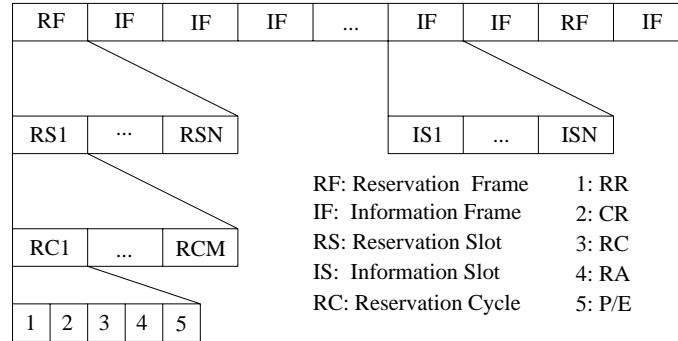 RF IF IF IF ... IF IF RF IF
RS1 ... RSN IS1 ... ISN
RF: Reservation Frame 1: RR
IF: Information Frame 2: CR
RS: Reservation Slot 3: RC
RC1 ... RCM
IS: Information Slot 4: RA
RC: Reservation Cycle 5: P/E
1 2 3 4 5